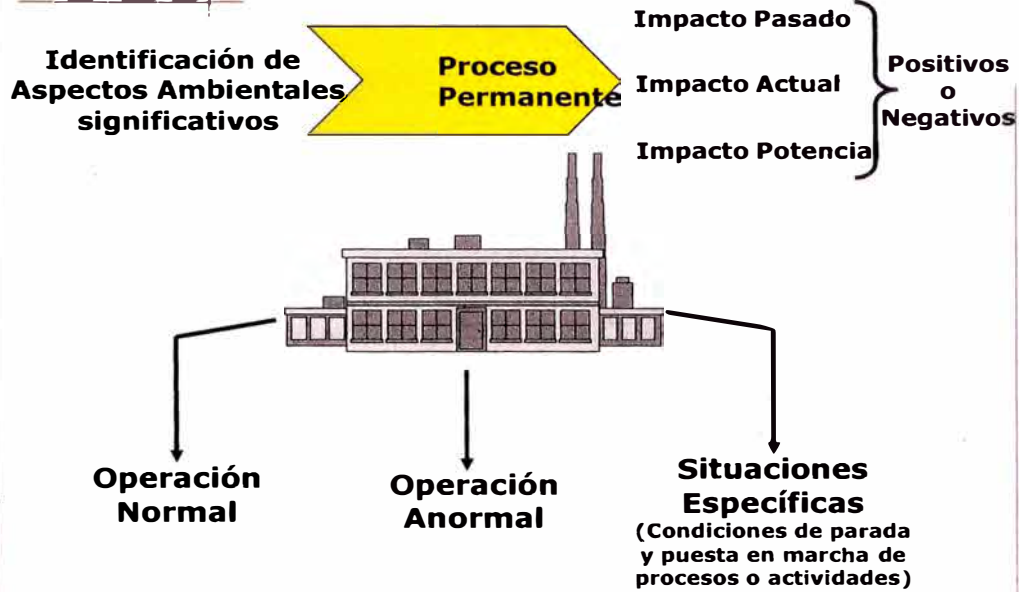 Identificación de
Aspectos Ambientales
significativos
Proceso
Permanente
Impacto Pasado
Impacto Actual
Impacto Potencial
Positivos
o
Negativos
Operación
Normal
Operación
Anormal
Situaciones
Específicas
(Condiciones de parada
y puesta en marcha de
procesos o actividades)